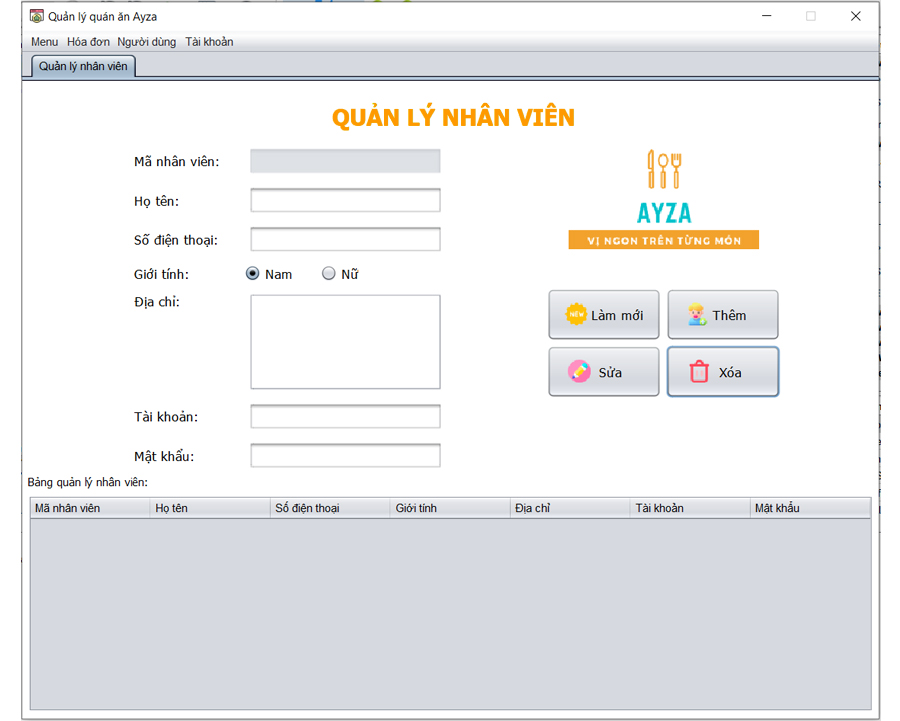 Quản lý quán ăn Ayza
Menu Hóa đơn Người dùng Tài khoản
Quản lý nhân viên
QUẢN LÝ NHÂN VIÊN
Mã nhân viên:
Họ tên:
Số điện thoại:
Giới tính: Nam Nữ
Địa chỉ:
Tài khoản:
Mật khẩu:
AYZA
VỊ NGON TRÊN TỪNG MÓN
NEW Làm mới Thêm
Sửa Xóa
Bảng quản lý nhân viên:
Mã nhân viên Họ tên Số điện thoại Giới tính Địa chỉ Tài khoản Mật khẩu